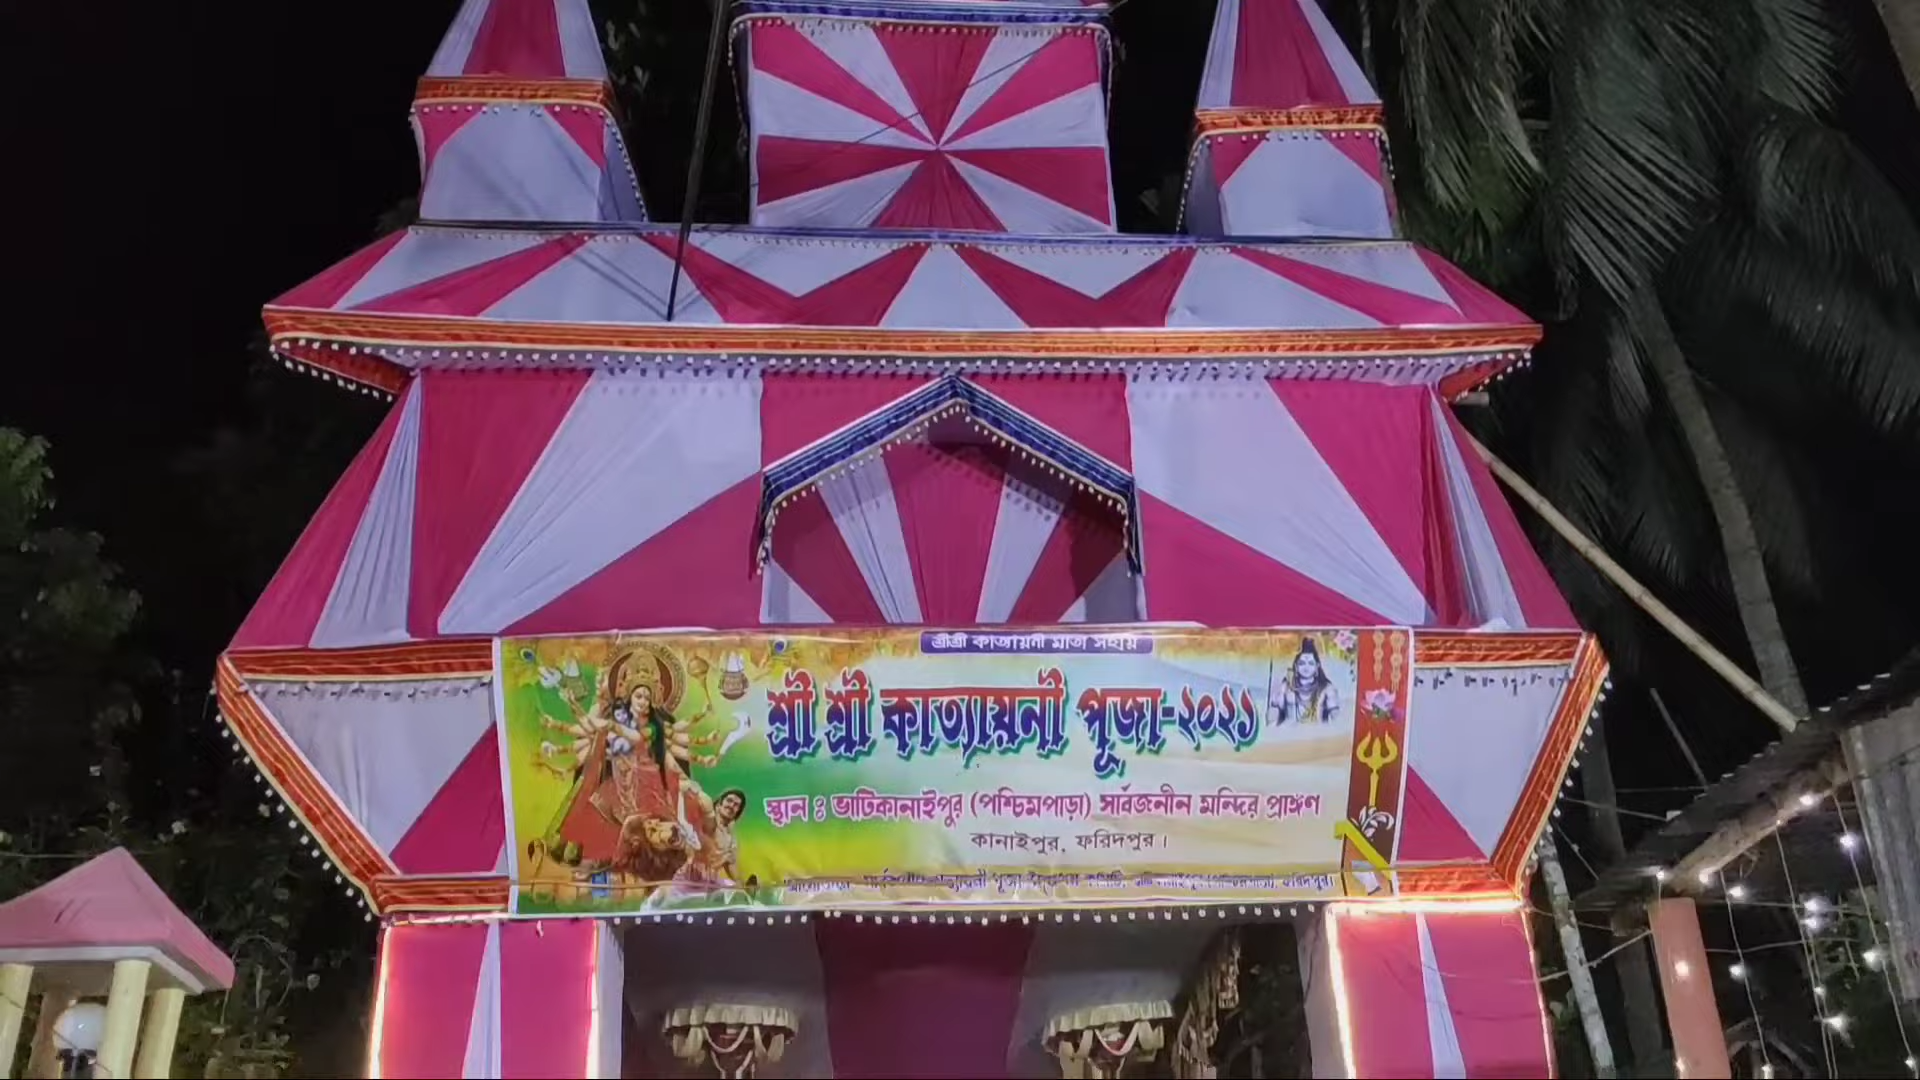 শ্রীশ্রী কাত্যায়নী মাতা সহায়
শ্রী শ্রী কাত্যায়নী পূজা-২০২১
স্থান ঃ ভাটিকানাইপুর (পশ্চিমপাড়া) সার্বজনীন মন্দির প্রাঙ্গণ
কানাইপুর, ফরিদপুর।
কাত্যায়নী পূজা